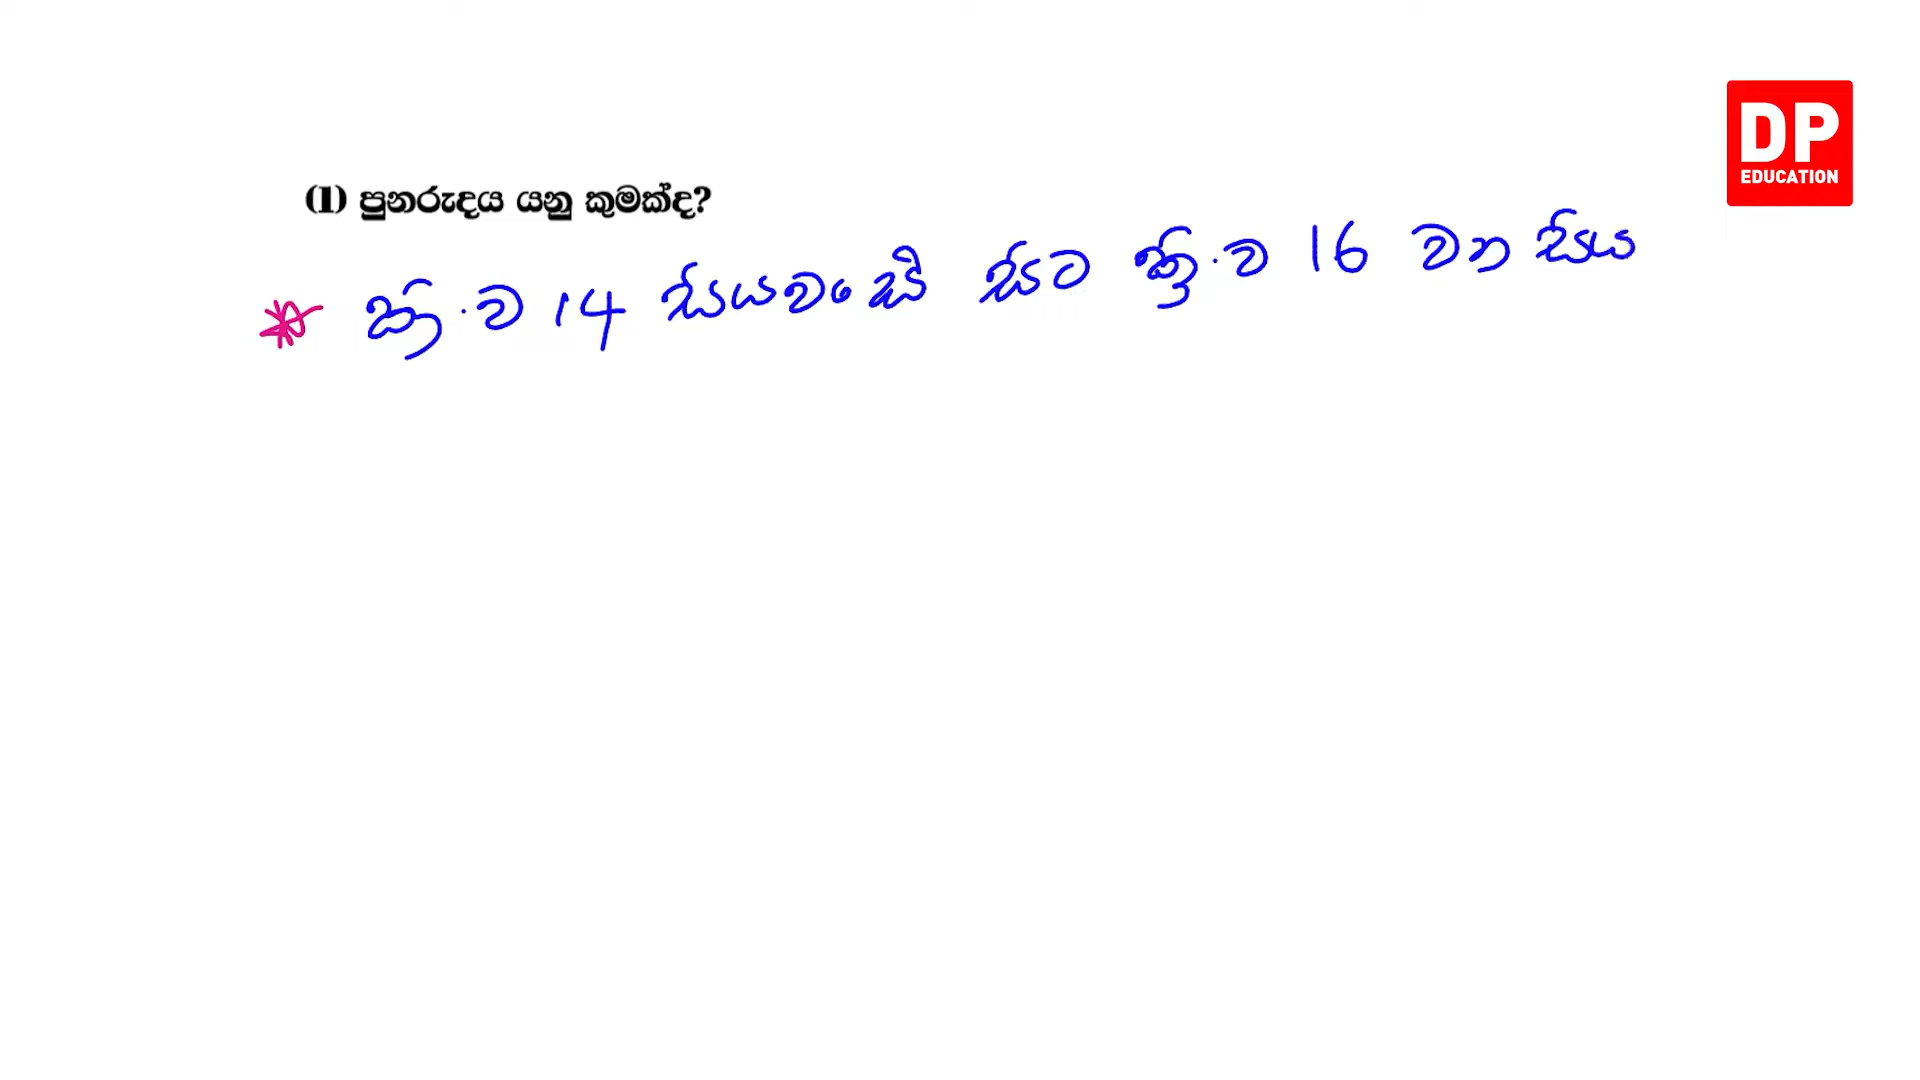 DP
EDUCATION
(1) පුනරුදය යනු කුමක්ද?
* ක්‍රි.ව 14 සියවසේ සිට ක්‍රි.ව 16 වන සිය